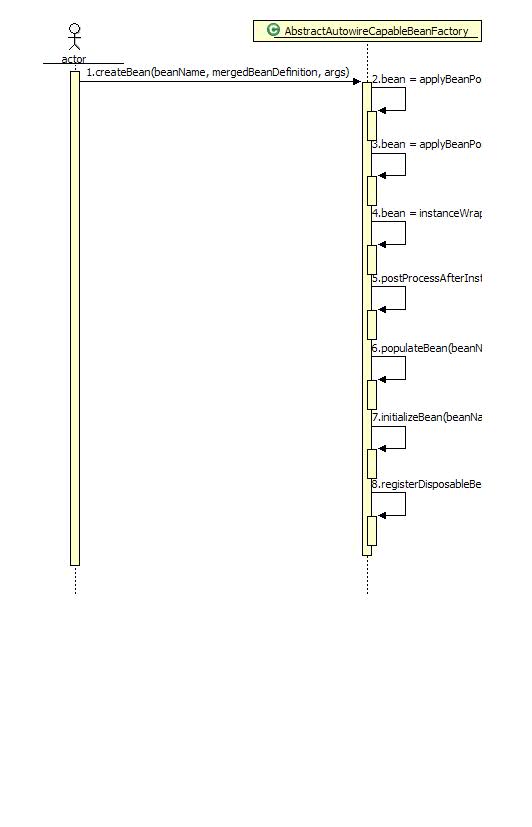 C AbstractAutowireCapableBeanFactory
actor
1.createBean(beanName, mergedBeanDefinition, args)
2.bean = applyBeanPo
3.bean = applyBeanPo
4.bean = instanceWrap
5.postProcessAfterInst
6.populateBean(beanN
7.initializeBean(beanNa
8.registerDisposableBe